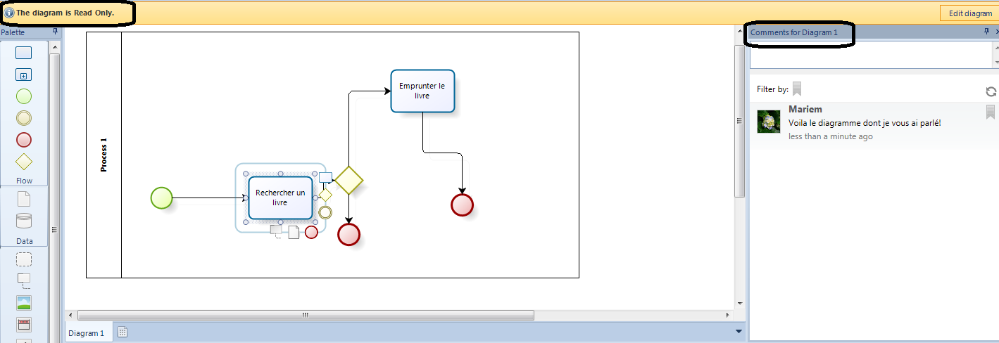 The diagram is Read Only.
Edit diagram
Palette
Comments for Diagram 1
Flow
Data
Process 1
Rechercher un
livre
Emprunter le
livre
Filter by:
Mariem
Voila le diagramme dont je vous ai parlé!
less than a minute ago
Diagram 1